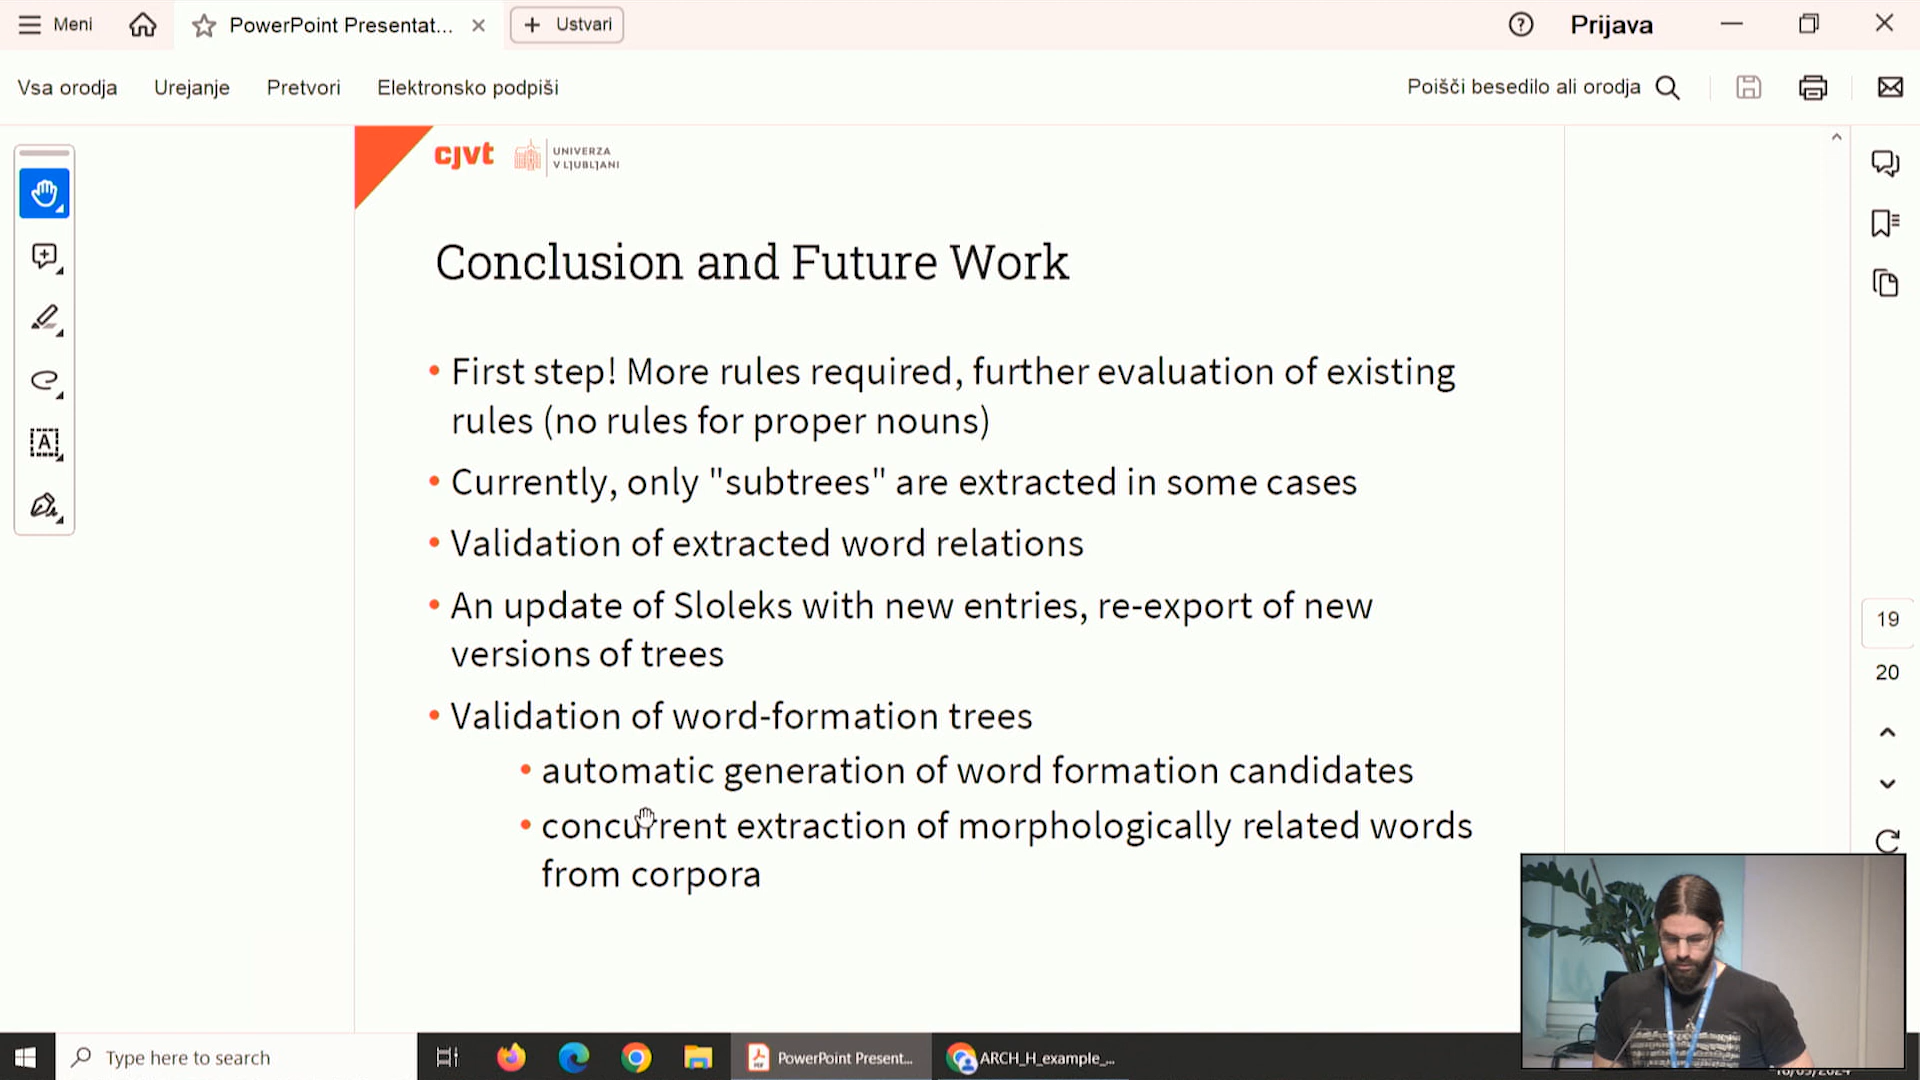 Meni
PowerPoint Presentat...
Ustvari
Prijava
Vsa orodja
Urejanje
Pretvori
Elektronsko podpiši
Poišči besedilo ali orodja
cjvt
UNIVERZA
V LJUBLJANI
Conclusion and Future Work
• First step! More rules required, further evaluation of existing
rules (no rules for proper nouns)
• Currently, only "subtrees" are extracted in some cases
• Validation of extracted word relations
• An update of Sloleks with new entries, re-export of new
versions of trees
• Validation of word-formation trees
• automatic generation of word formation candidates
• concurrent extraction of morphologically related words
from corpora
19
20
Type here to search
PowerPoint Present...
ARCH_H_example_...